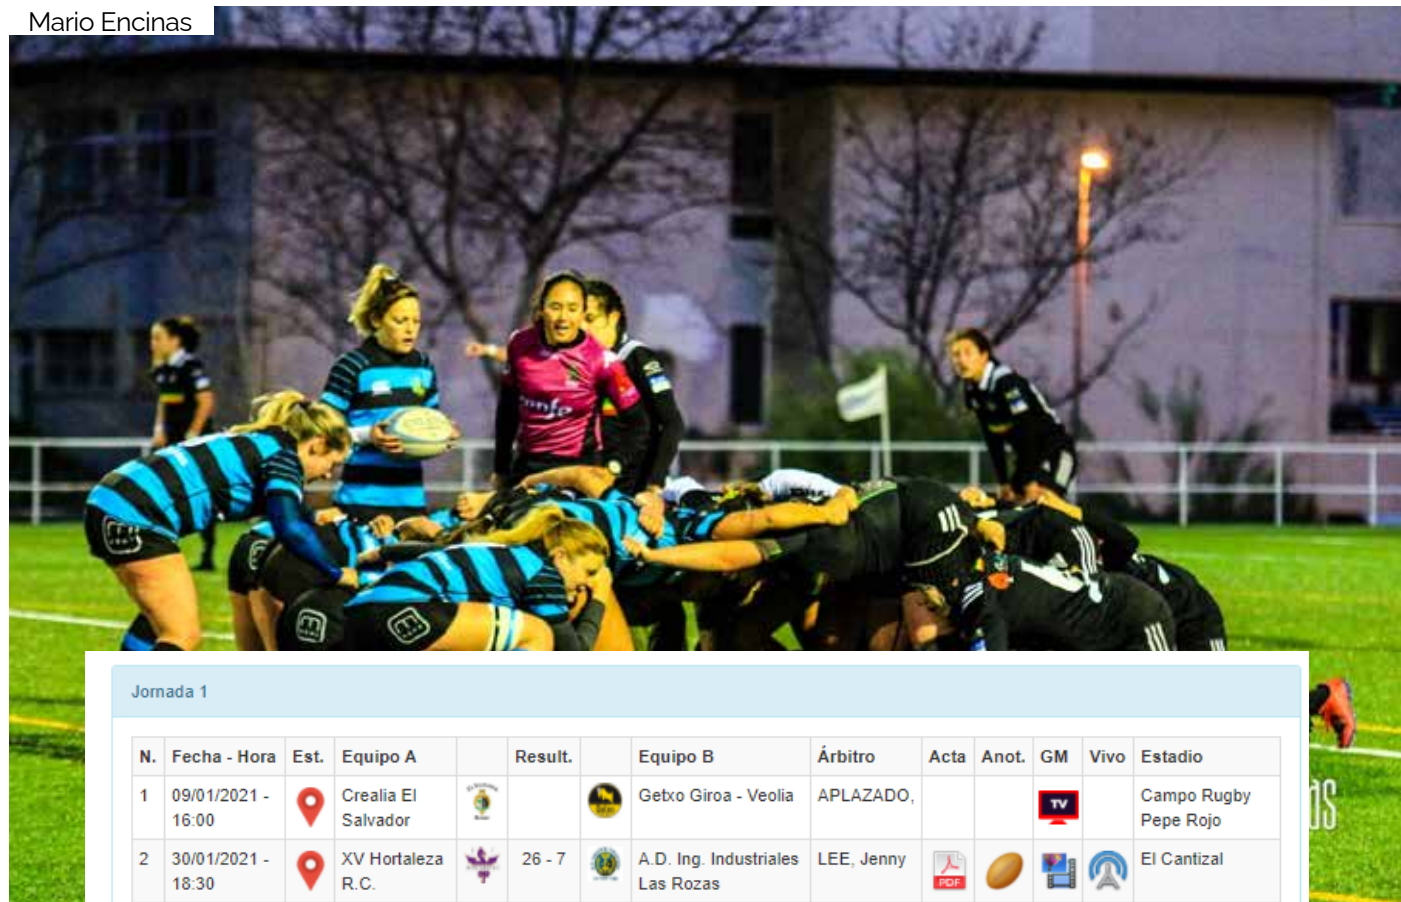 Mario Encinas
Jornada 1
N. Fecha - Hora Est. Equipo A Result. Equipo B Árbitro Acta Anot. GM Vivo Estadio
1 09/01/2021 - 16:00 Crealia El Salvador Getxo Giroa - Veolia APLAZADO, TV Campo Rugby Pepe Rojo
2 30/01/2021 - 18:30 XV Hortaleza R.C. 26 - 7 A.D. Ing. Industriales Las Rozas LEE, Jenny PDF El Cantizal